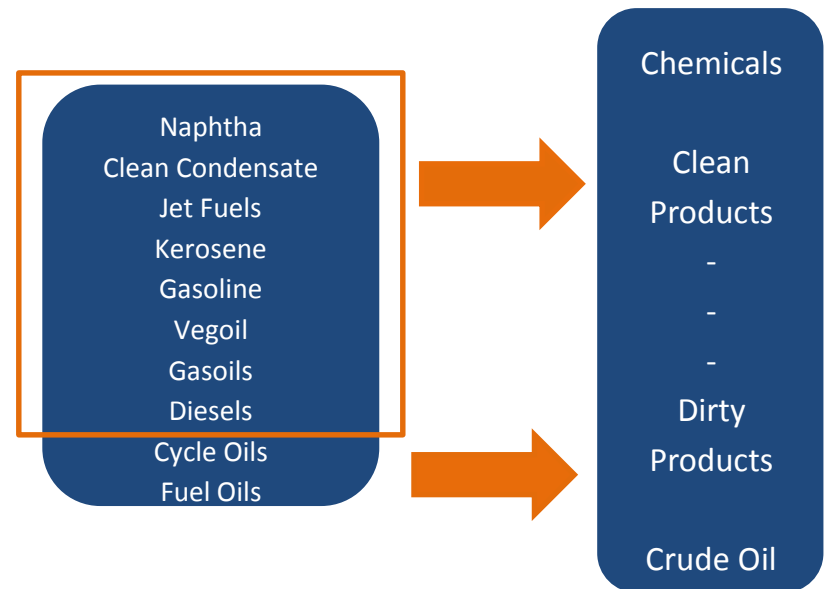 Naphtha
Clean Condensate
Jet Fuels
Kerosene
Gasoline
Vegoil
Gasoils
Diesels
Cycle Oils
Fuel Oils
Chemicals
Clean
Products
-
-
-
Dirty
Products
Crude Oil